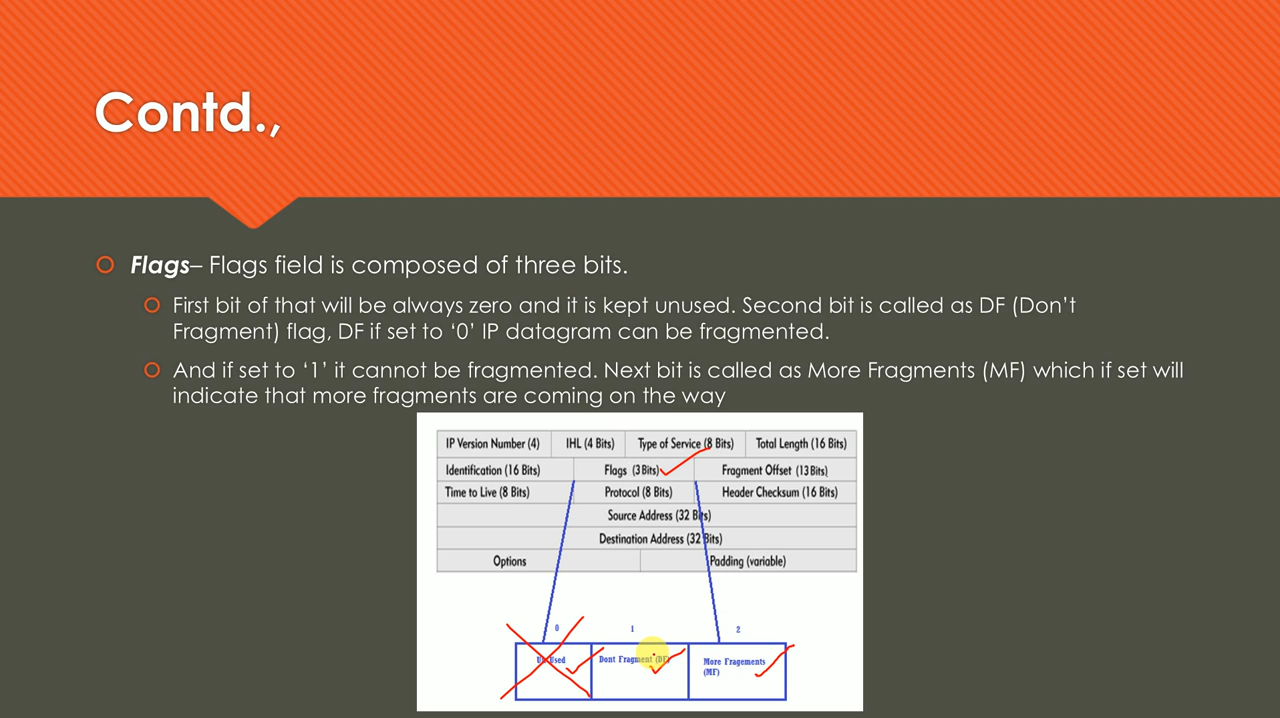 Contd.,
Flags– Flags field is composed of three bits.
First bit of that will be always zero and it is kept unused. Second bit is called as DF (Don't
Fragment) flag, DF if set to '0' IP datagram can be fragmented.
And if set to '1' it cannot be fragmented. Next bit is called as More Fragments (MF) which if set will
indicate that more fragments are coming on the way
IP Version Number (4) IHL (4 Bits) Type of Service (8 Bits) Total Length (16 Bits)
Identification (16 Bits) Flags (3 Bits) Fragment Offset (13 Bits)
Time to Live (8 Bits) Protocol (8 Bits) Header Checksum (16 Bits)
Source Address (32 Bits)
Destination Address (32 Bits)
Options Padding (variable)
0 1 2
Un Used Dont Fragment (DF) More Fregements
(MF)